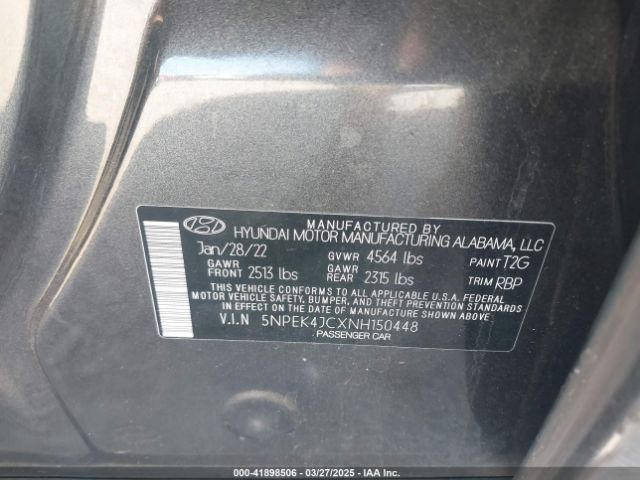 MANUFACTURED BY
HYUNDAI MOTOR MANUFACTURING ALABAMA, LLC
Jan/28/22 GVWR 4564 lbs PAINT T2G
GAWR FRONT 2513 lbs GAWR REAR 2315 lbs TRIM RBP
THIS VEHICLE CONFORMS TO ALL APPLICABLE U.S.A. FEDERAL
MOTOR VEHICLE SAFETY, BUMPER, AND THEFT PREVENTION STANDARDS
IN EFFECT ON THE DATE OF MANUFACTURE SHOWN ABOVE.
V.I.N 5NPEK4JCXNH150448
PASSENGER CAR
000-41898506 — 03/27/2025 — IAA Inc.